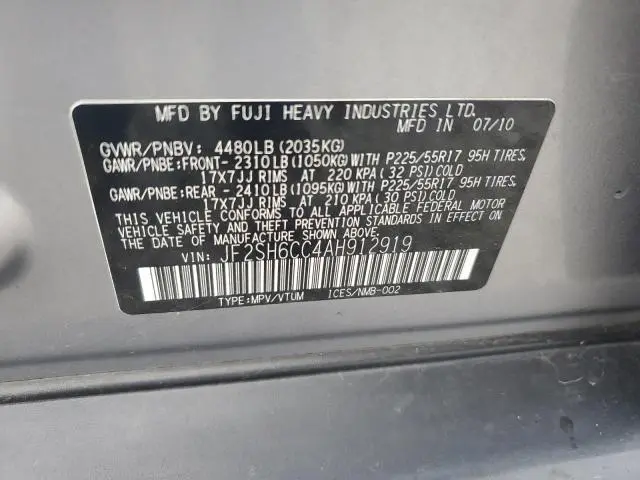 MFD BY FUJI HEAVY INDUSTRIES LTD.
MFD IN 07/10
GVWR/PNBV: 4480LB (2035KG)
GAWR/PNBE:FRONT- 2310LB(1050KG)WITH P225/55R17 95H TIRES,
17X7JJ RIMS AT 220 KPA(32 PSI)COLD
GAWR/PNBE:REAR - 2410LB(1095KG)WITH P225/55R17 95H TIRES,
17X7JJ RIMS AT 210 KPA(30 PSI)COLD
THIS VEHICLE CONFORMS TO ALL APPLICABLE FEDERAL MOTOR
VEHICLE SAFETY AND THEFT PREVENTION STANDARDS IN EFFECT
ON THE DATE OF MANUFACTURE SHOWN ABOVE.
VIN: JF2SH6CC4AH912919
TYPE:MPV/VTUM ICES/NMB-002